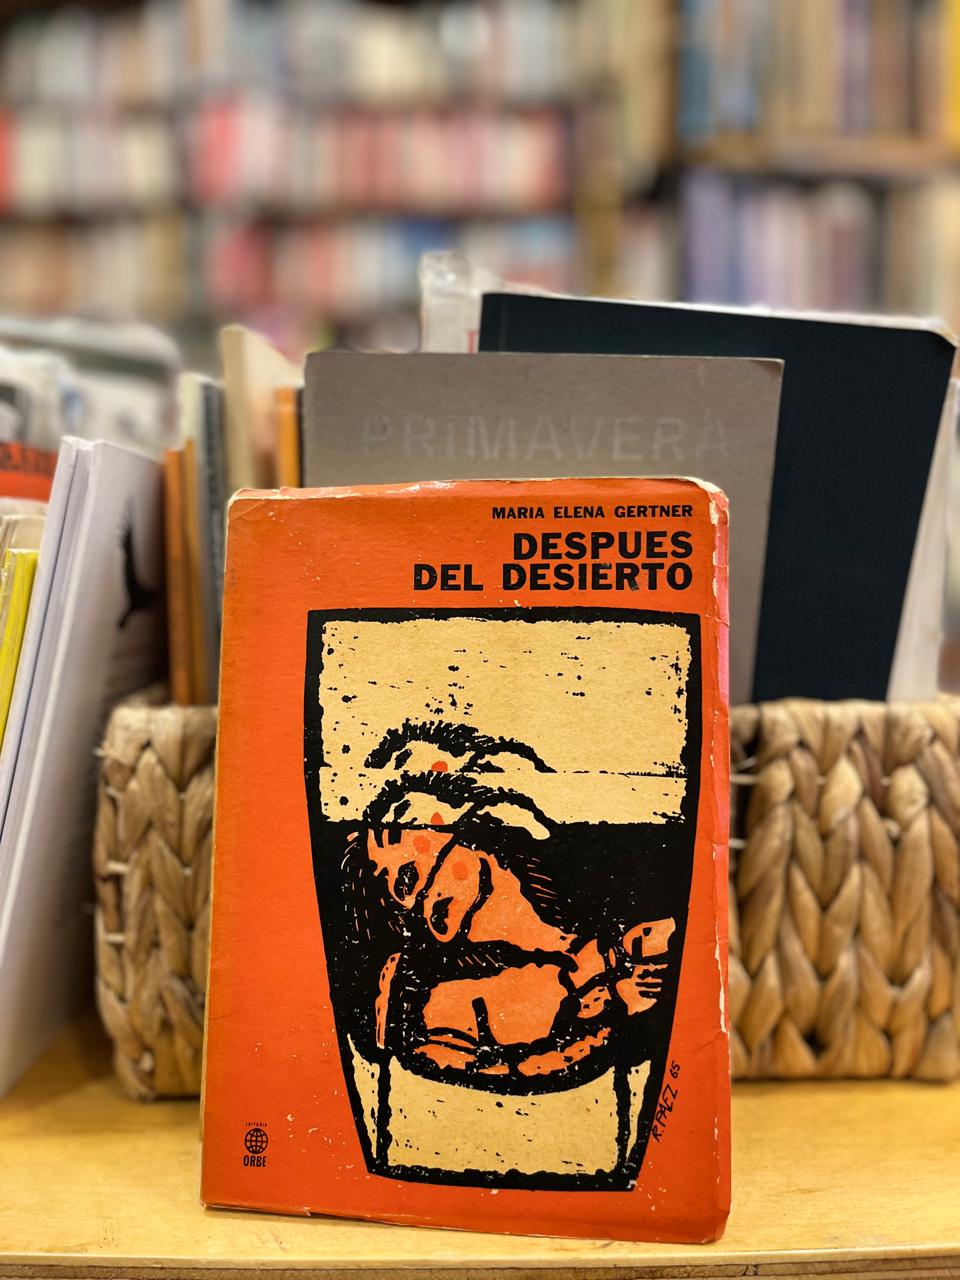 PRIMAVERA
MARIA ELENA GERTNER
DESPUES
DEL DESIERTO
R. PAEZ 65
editorial
ORBE